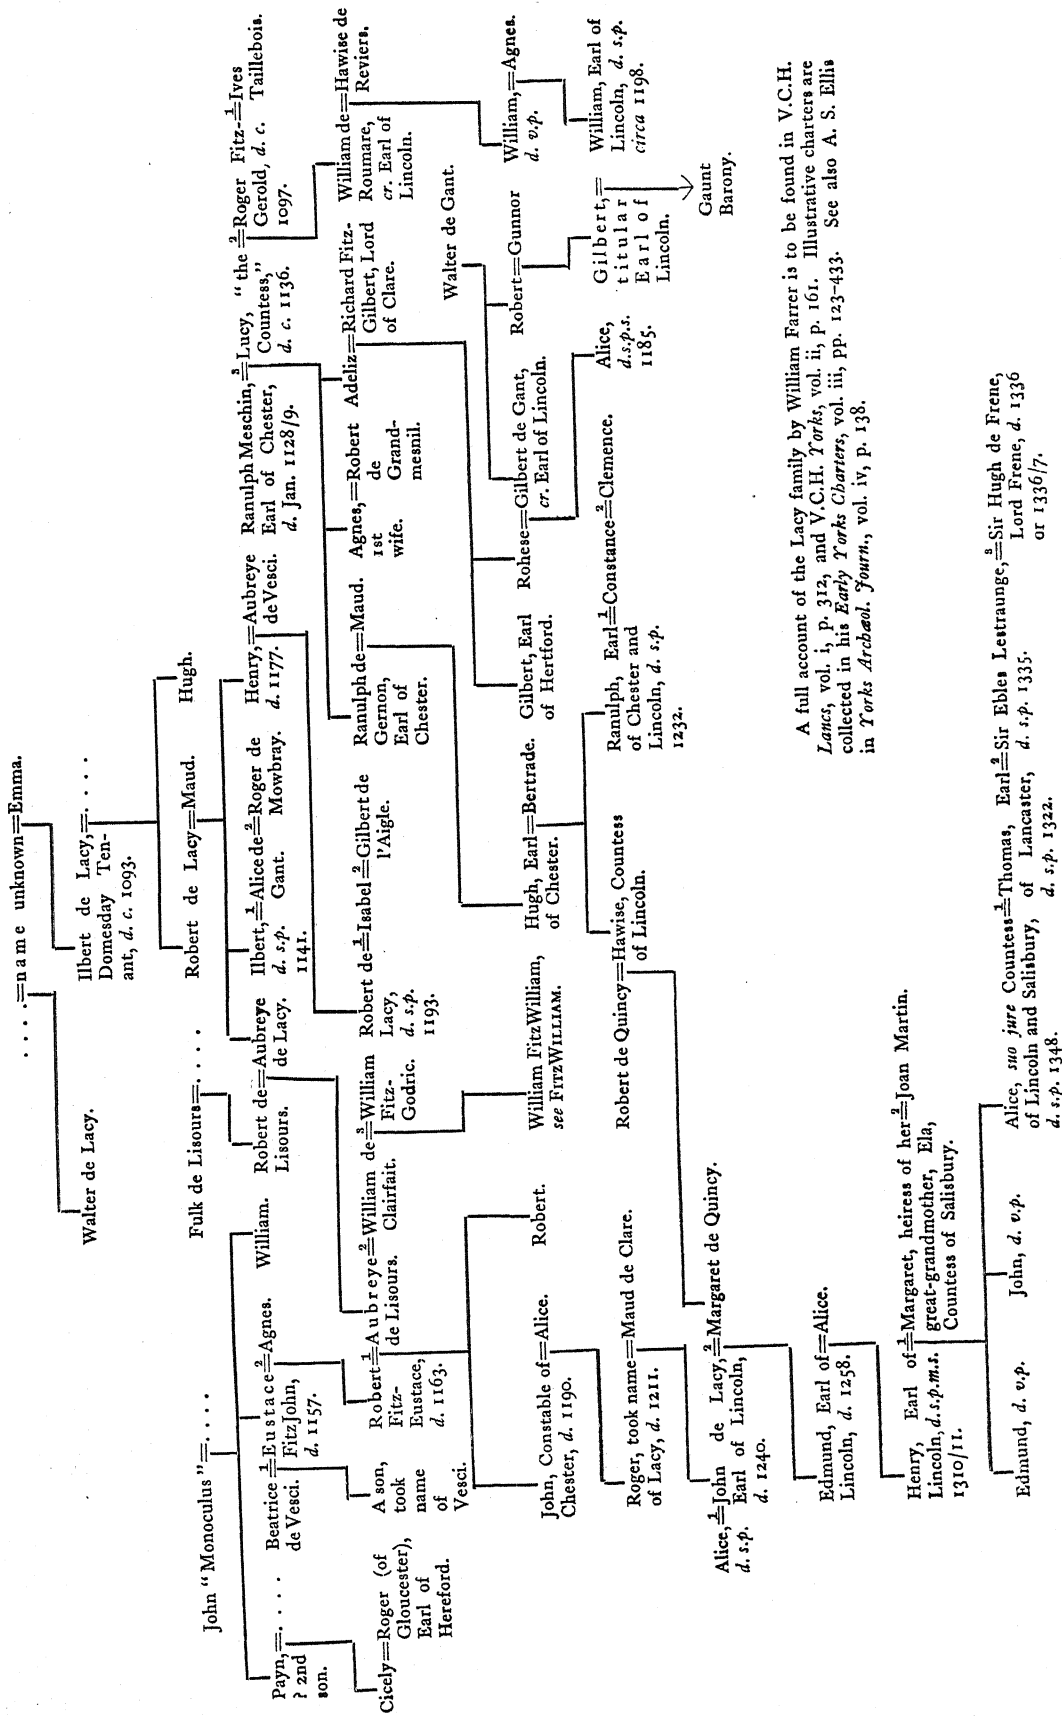 . . . .=name unknown=Emma.
Walter de Lacy.
Ilbert de Lacy,=. . . .
Domesday Ten-
ant, d. c. 1093.
John "Monoculus"=. . . .
Fulk de Lisours=. . . .
Robert de Lacy=Maud.
Hugh.
Payn,=. . . .
? 2nd
son.
Beatrice 1=Eustace 2=Agnes.
de Vesci. FitzJohn,
d. 1157.
William.
Robert de=Aubreye
Lisours. de Lacy.
Ilbert, 1=Alice de 2=Roger de
d. s.p. Gant. Mowbray.
1141.
Henry,=Aubreye
d. 1177. de Vesci.
Ranulph Meschin, 3=Lucy, "the 2=Roger Fitz- 1=Ives
Earl of Chester, Countess," Gerold, d. c. Taillebois.
d. Jan. 1128/9. d. c. 1136. 1097.
Cicely=Roger (of
Gloucester),
Earl of
Hereford.
A son,
took
name
of
Vesci.
Robert 1=Aubreye 2=William de 3=William
Fitz- de Lisours. Clairfait. Fitz-
Eustace, Godric.
d. 1163.
Robert de 1=Isabel 2=Gilbert de
Lacy, l'Aigle.
d. s.p.
1193.
Ranulph de=Maud.
Gernon,
Earl of
Chester.
Agnes,=Robert
1st de
wife. Grand-
mesnil.
Adeliz=Richard Fitz-
Gilbert, Lord
of Clare.
William de=Hawise de
Roumare, Reviers.
cr. Earl of
Lincoln.
Walter de Gant.
John, Constable of=Alice.
Chester, d. 1190.
Robert.
William FitzWilliam,
see FITZWILLIAM.
Hugh, Earl=Bertrade.
of Chester.
Gilbert, Earl
of Hertford.
Rohese=Gilbert de Gant,
cr. Earl of Lincoln.
Robert=Gunnor
William,=Agnes.
d. v.p.
Roger, took name=Maud de Clare.
of Lacy, d. 1211.
Robert de Quincy=Hawise, Countess
of Lincoln.
Ranulph, Earl 1=Constance 2=Clemence.
of Chester and
Lincoln, d. s.p.
1232.
Alice,
d.s.p.s.
1185.
Gilbert,=
titular
Earl of
Lincoln.
William, Earl of
Lincoln, d. s.p.
circa 1198.
Gaunt
Barony.
Alice, 1=John de Lacy, 2=Margaret de Quincy.
d. s.p. Earl of Lincoln,
d. 1240.
Edmund, Earl of=Alice.
Lincoln, d. 1258.
A full account of the Lacy family by William Farrer is to be found in V.C.H.
Lancs, vol. i, p. 312, and V.C.H. Yorks, vol. ii, p. 161. Illustrative charters are
collected in his Early Yorks Charters, vol. iii, pp. 123-433. See also A. S. Ellis
in Yorks Archæol. Journ., vol. iv, p. 138.
Henry, Earl of 1=Margaret, heiress of her 2=Joan Martin.
Lincoln, d.s.p.m.s. great-grandmother, Ela,
1310/11. Countess of Salisbury.
Edmund, d. v.p.
John, d. v.p.
Alice, suo jure Countess 1=Thomas, Earl 2=Sir Ebles Lestraunge, 3=Sir Hugh de Frene,
of Lincoln and Salisbury, of Lancaster, d. s.p. 1335. Lord Frene, d. 1336
d. s.p. 1348. d. s.p. 1322. or 1336/7.